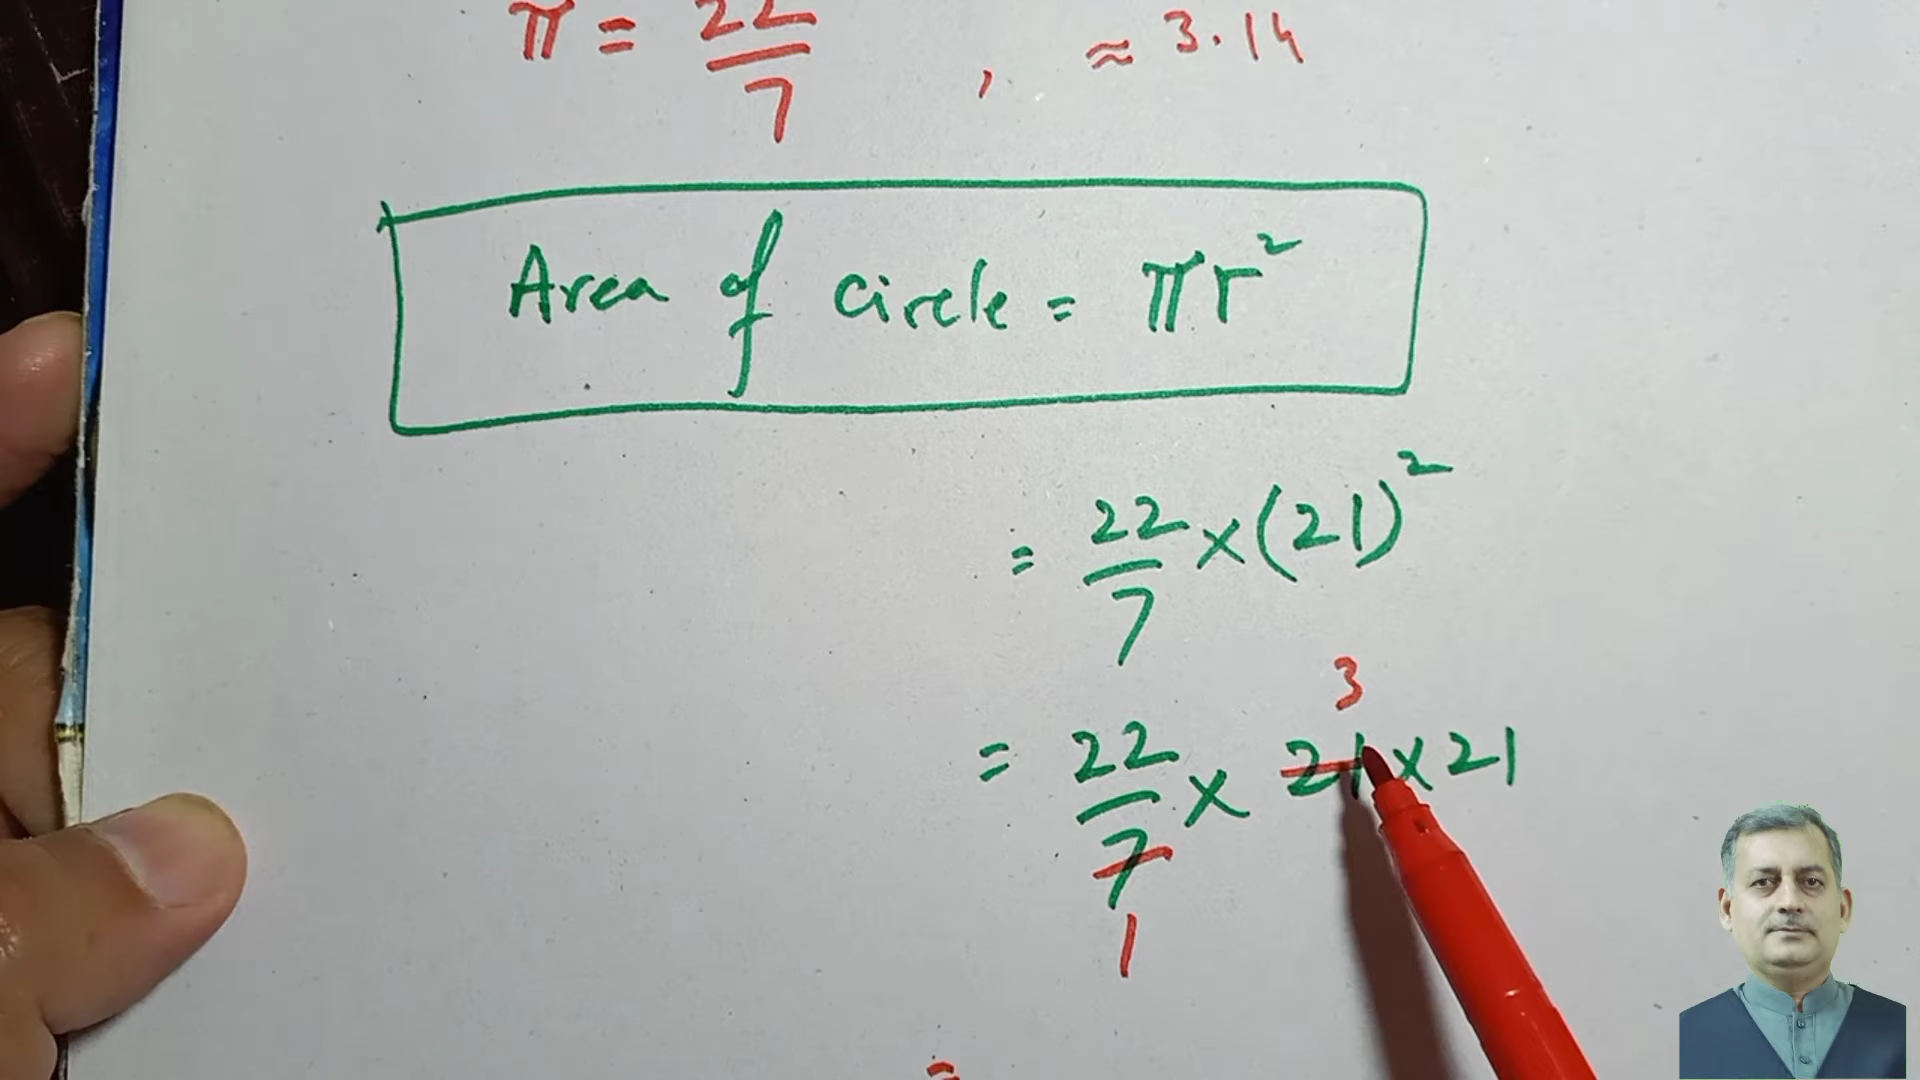 π = 22/7 , ≈ 3.14
Area of circle = πr²
= 22/7 × (21)²
3
= 22/7 × 21 × 21
1
=